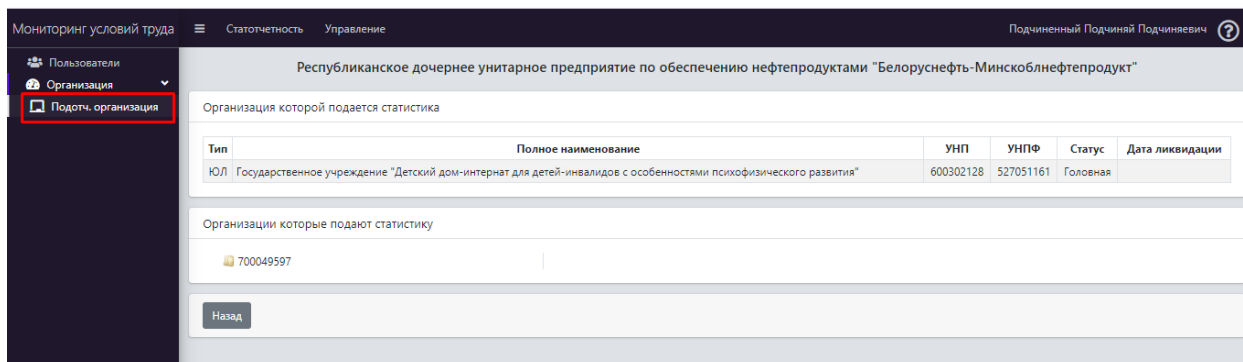 Мониторинг условий труда Статотчетность Управление Подчиненный Подчиняй Подчиняевич ?
Пользователи
Организация
Подотч. организация
Республиканское дочернее унитарное предприятие по обеспечению нефтепродуктами "Белоруснефть-Минскоблнефтепродукт"
Организация которой подается статистика
Тип Полное наименование УНП УНПФ Статус Дата ликвидации
ЮЛ Государственное учреждение "Детский дом-интернат для детей-инвалидов с особенностями психофизического развития" 600302128 527051161 Головная
Организации которые подают статистику
700049597
Назад